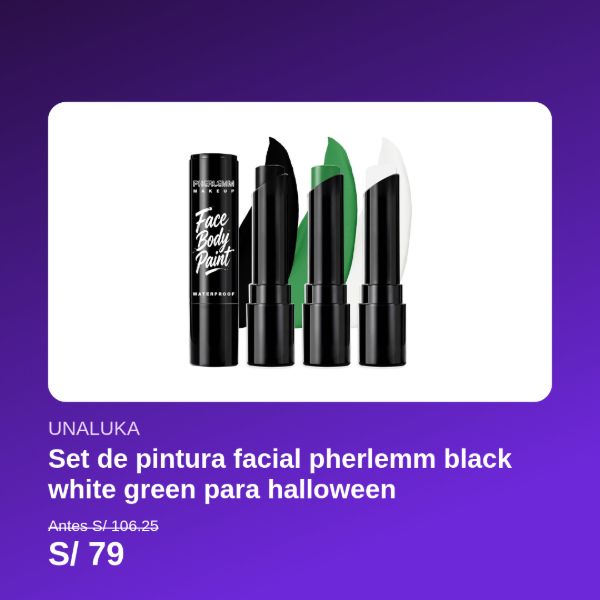 PHERLEMM
MAKEUP
Face
Body
Paint
WATERPROOF
UNALUKA
Set de pintura facial pherlemm black
white green para halloween
Antes S/ 106.25
S/ 79